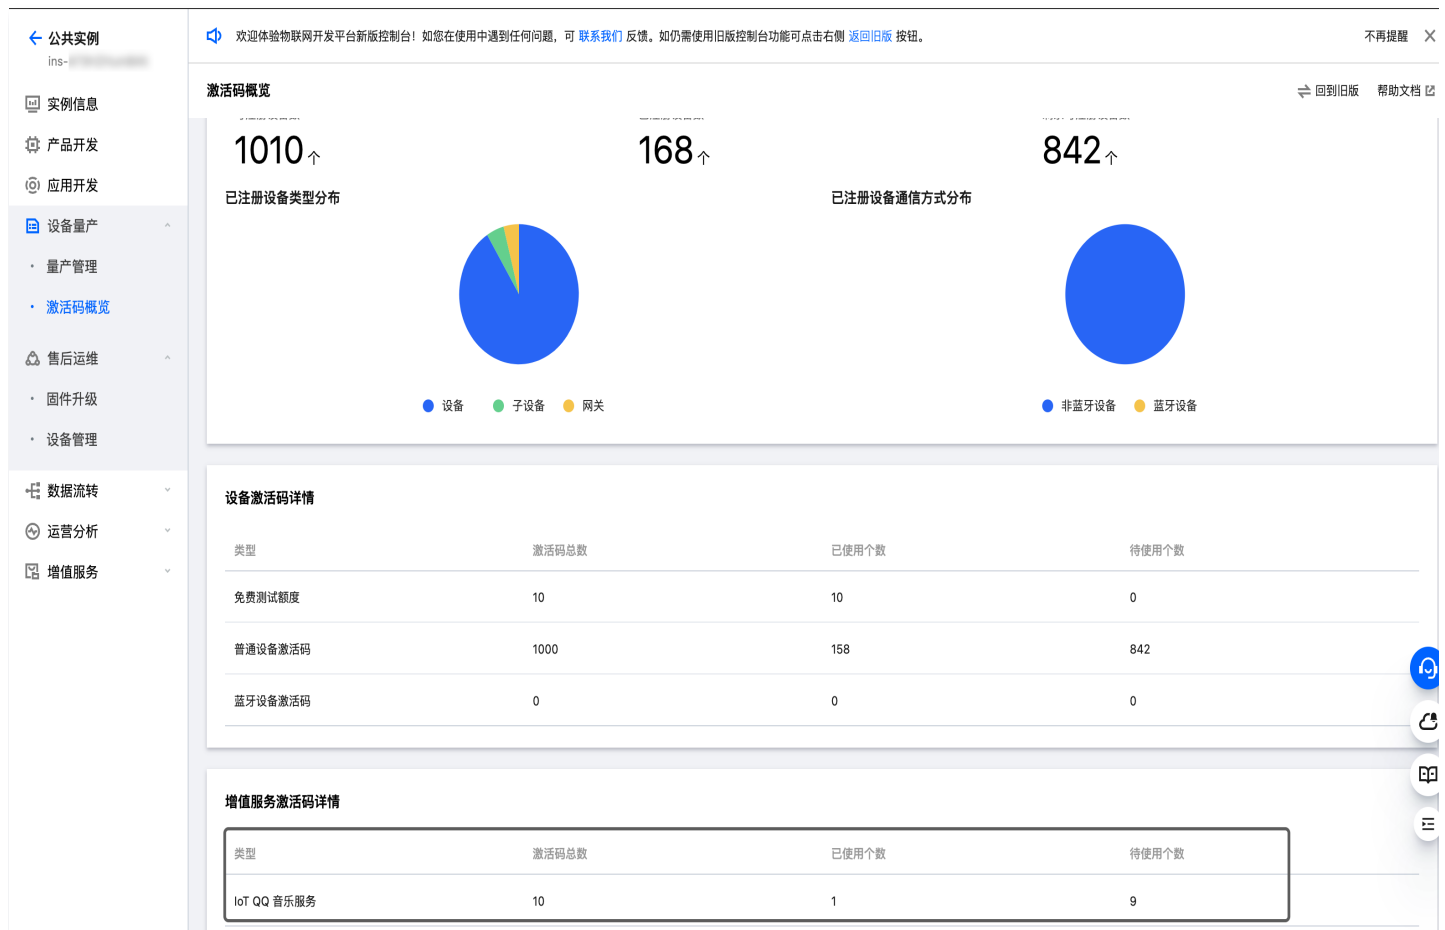 公共实例
ins-
实例信息
产品开发
应用开发
设备量产
量产管理
激活码概览
售后运维
固件升级
设备管理
数据流转
运营分析
增值服务
欢迎体验物联网开发平台新版控制台！如您在使用中遇到任何问题，可 联系我们 反馈。如仍需使用旧版控制台功能可点击右侧 返回旧版 按钮。
不再提醒
激活码概览
回到旧版 帮助文档
1010 个 168 个 842 个
已注册设备类型分布 已注册设备通信方式分布
设备 子设备 网关 非蓝牙设备 蓝牙设备
设备激活码详情
类型 激活码总数 已使用个数 待使用个数
免费测试额度 10 10 0
普通设备激活码 1000 158 842
蓝牙设备激活码 0 0 0
增值服务激活码详情
类型 激活码总数 已使用个数 待使用个数
IoT QQ 音乐服务 10 1 9